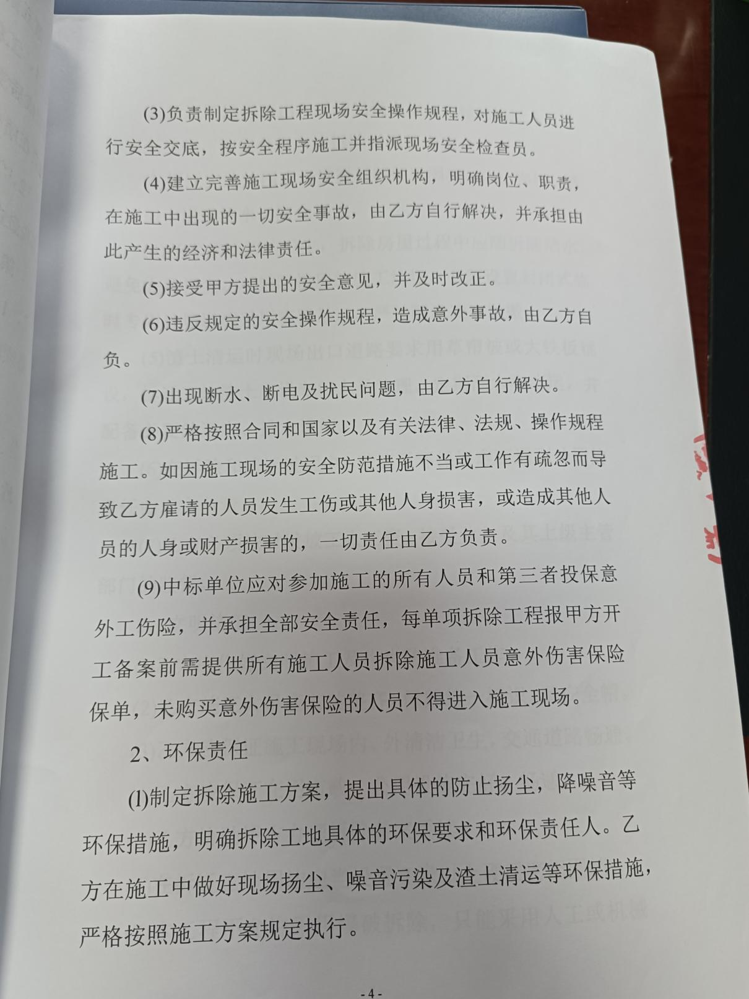 (3)负责制定拆除工程现场安全操作规程，对施工人员进
行安全交底，按安全程序施工并指派现场安全检查员。
(4)建立完善施工现场安全组织机构，明确岗位、职责，
在施工中出现的一切安全事故，由乙方自行解决，并承担由
此产生的经济和法律责任。
(5)接受甲方提出的安全意见，并及时改正。
(6)违反规定的安全操作规程，造成意外事故，由乙方自
负。
(7)出现断水、断电及扰民问题，由乙方自行解决。
(8)严格按照合同和国家以及有关法律、法规、操作规程
施工。如因施工现场的安全防范措施不当或工作有疏忽而导
致乙方雇请的人员发生工伤或其他人身损害，或造成其他人
员的人身或财产损害的，一切责任由乙方负责。
(9)中标单位应对参加施工的所有人员和第三者投保意
外工伤险，并承担全部安全责任，每单项拆除工程报甲方开
工备案前需提供所有施工人员拆除施工人员意外伤害保险
保单，未购买意外伤害保险的人员不得进入施工现场。
2、环保责任
(1)制定拆除施工方案，提出具体的防止扬尘，降噪音等
环保措施，明确拆除工地具体的环保要求和环保责任人。乙
方在施工中做好现场扬尘、噪音污染及渣土清运等环保措施，
严格按照施工方案规定执行。
- 4 -